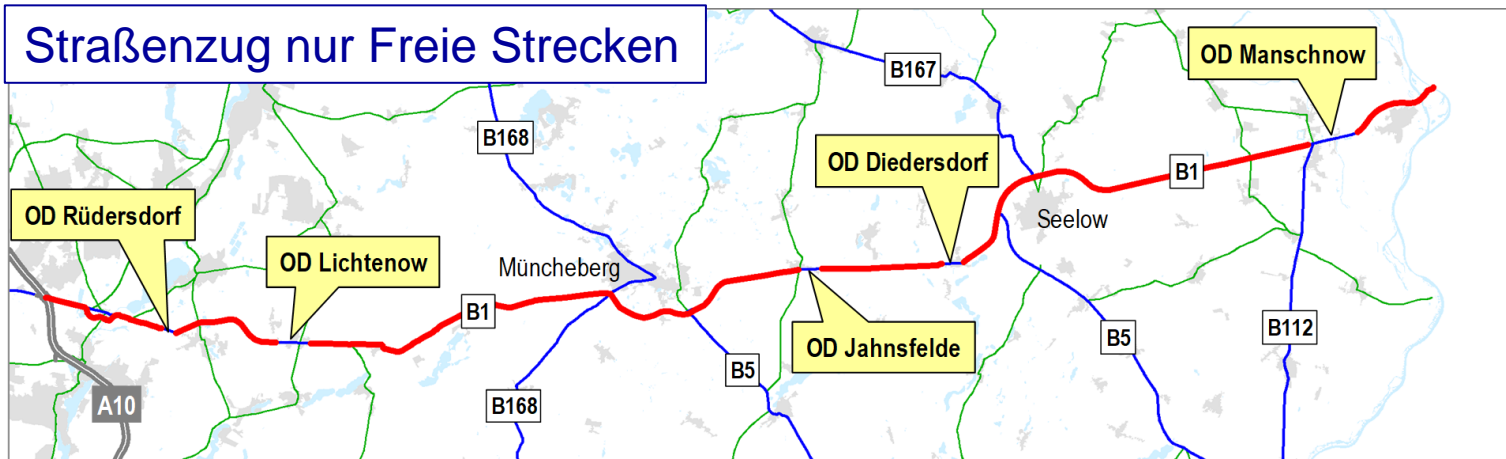 Straßenzug nur Freie Strecken
OD Manschnow
B167
B168
OD Diedersdorf
B1
OD Rüdersdorf
Seelow
OD Lichtenow
Müncheberg
B1
OD Jahnsfelde
B112
B5
B5
A10
B168